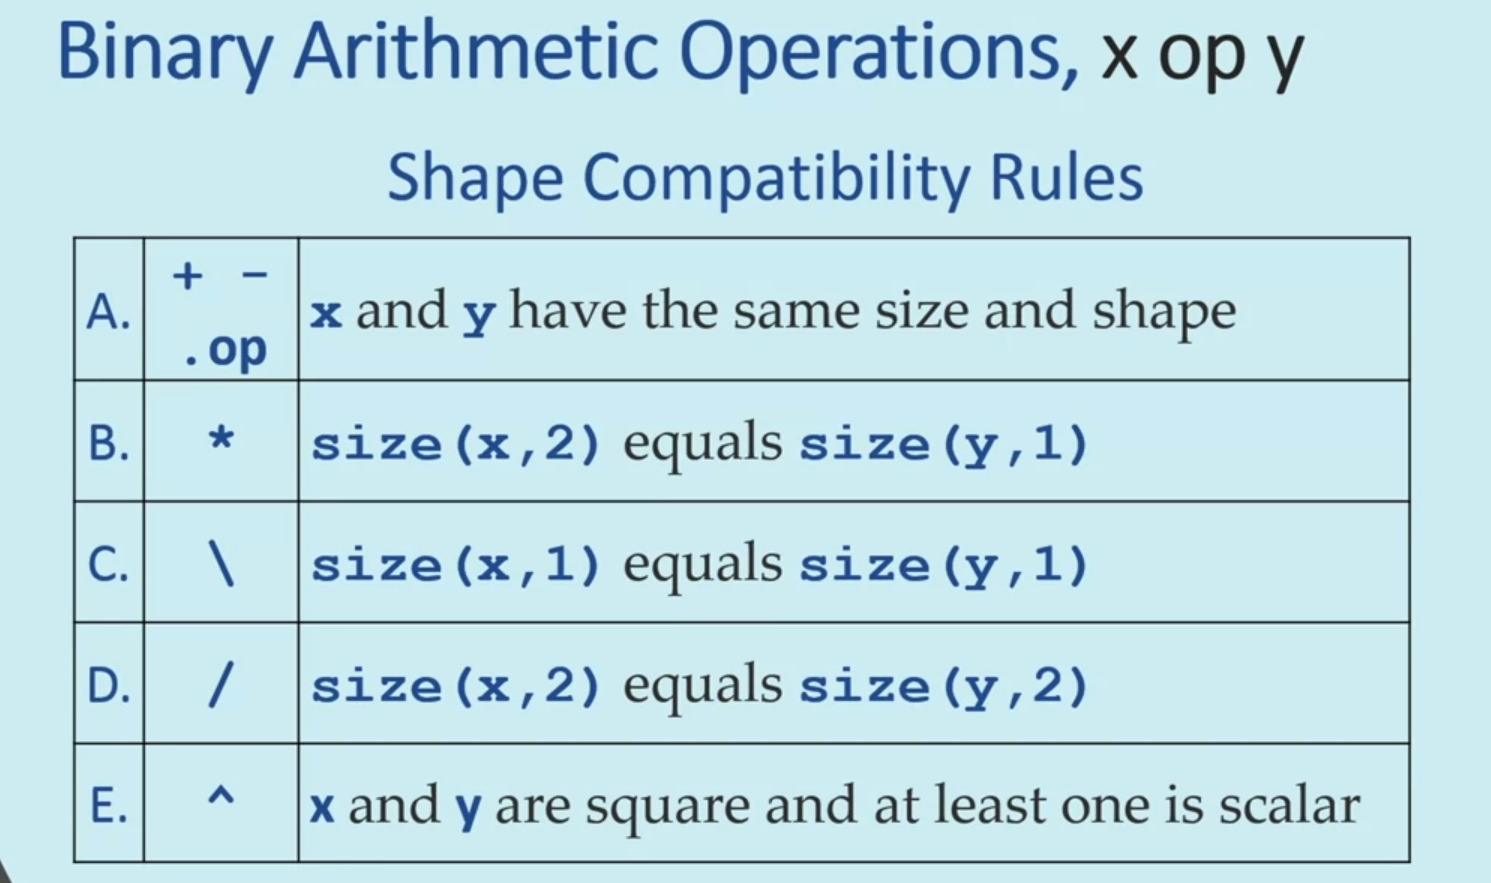 Binary Arithmetic Operations, x op y
Shape Compatibility Rules
A. + - .op x and y have the same size and shape
B. * size(x,2) equals size(y,1)
C. \ size(x,1) equals size(y,1)
D. / size(x,2) equals size(y,2)
E. ^ x and y are square and at least one is scalar